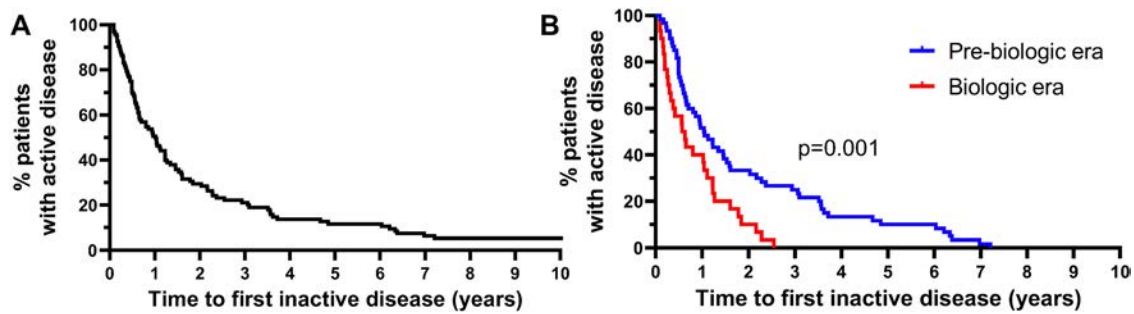 A
% patients
with active disease
100
80
60
40
20
0
0 1 2 3 4 5 6 7 8 9 10
Time to first inactive disease (years)
B
% patients
with active disease
100
80
60
40
20
0
Pre-biologic era
Biologic era
p=0.001
0 1 2 3 4 5 6 7 8 9 10
Time to first inactive disease (years)